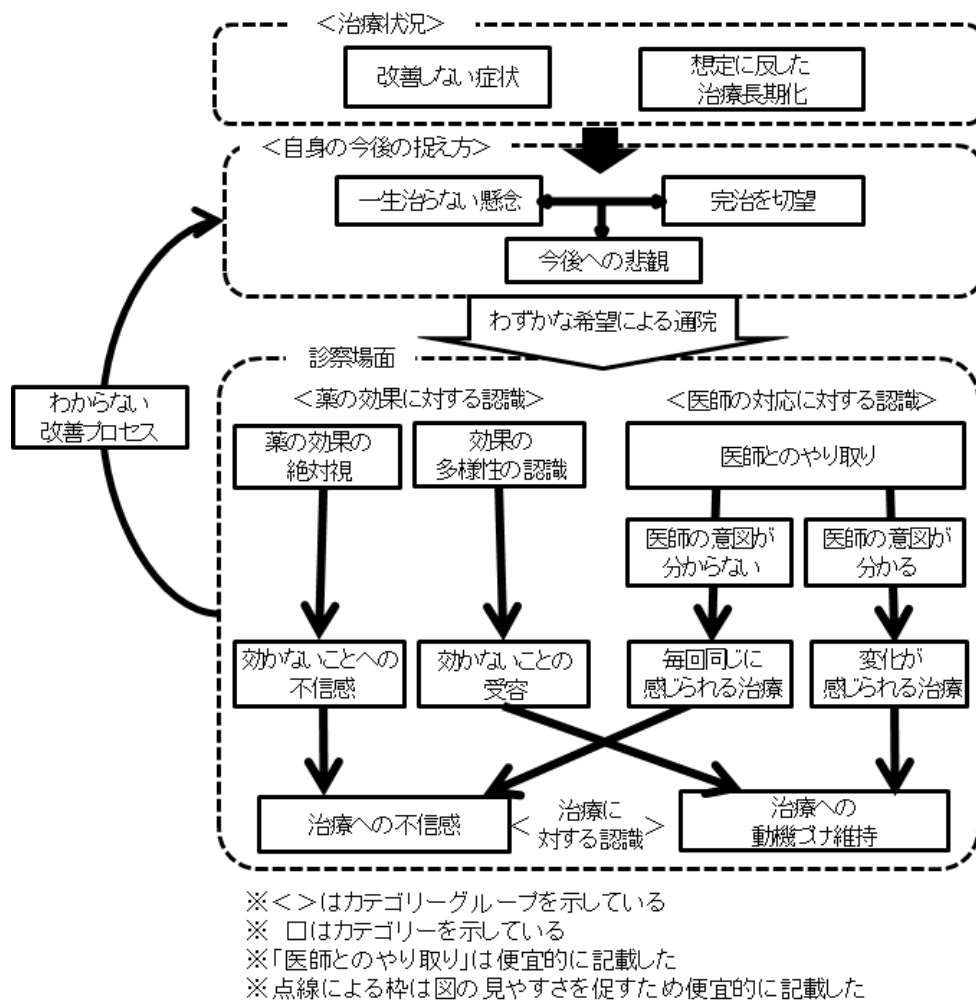 ＜治療状況＞
改善しない症状
想定に反した
治療長期化
＜自身の今後の捉え方＞
一生治らない懸念
完治を切望
今後への悲観
わずかな希望による通院
診察場面
わからない
改善プロセス
＜薬の効果に対する認識＞
＜医師の対応に対する認識＞
薬の効果の
絶対視
効果の
多様性の認識
医師とのやり取り
医師の意図が
分からない
医師の意図が
分かる
効かないことへの
不信感
効かないことの
受容
毎回同じに
感じられる治療
変化が
感じられる治療
治療への不信感
＜治療に
対する認識＞
治療への
動機づけ維持
※＜＞はカテゴリーグループを示している
※ □はカテゴリーを示している
※「医師とのやり取り」は便宜的に記載した
※点線による枠は図の見やすさを促すため便宜的に記載した